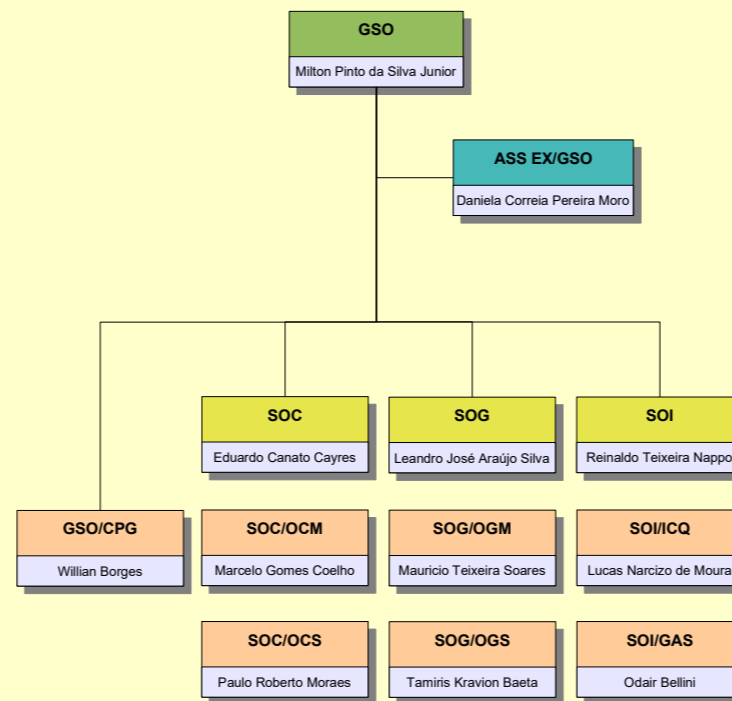 GSO
Milton Pinto da Silva Junior
ASS EX/GSO
Daniela Correia Pereira Moro
SOC
Eduardo Canato Cayres
SOG
Leandro José Araújo Silva
SOI
Reinaldo Teixeira Nappo
GSO/CPG
Willian Borges
SOC/OCM
Marcelo Gomes Coelho
SOG/OGM
Mauricio Teixeira Soares
SOI/ICQ
Lucas Narcizo de Moura
SOC/OCS
Paulo Roberto Moraes
SOG/OGS
Tamiris Kravion Baeta
SOI/GAS
Odair Bellini